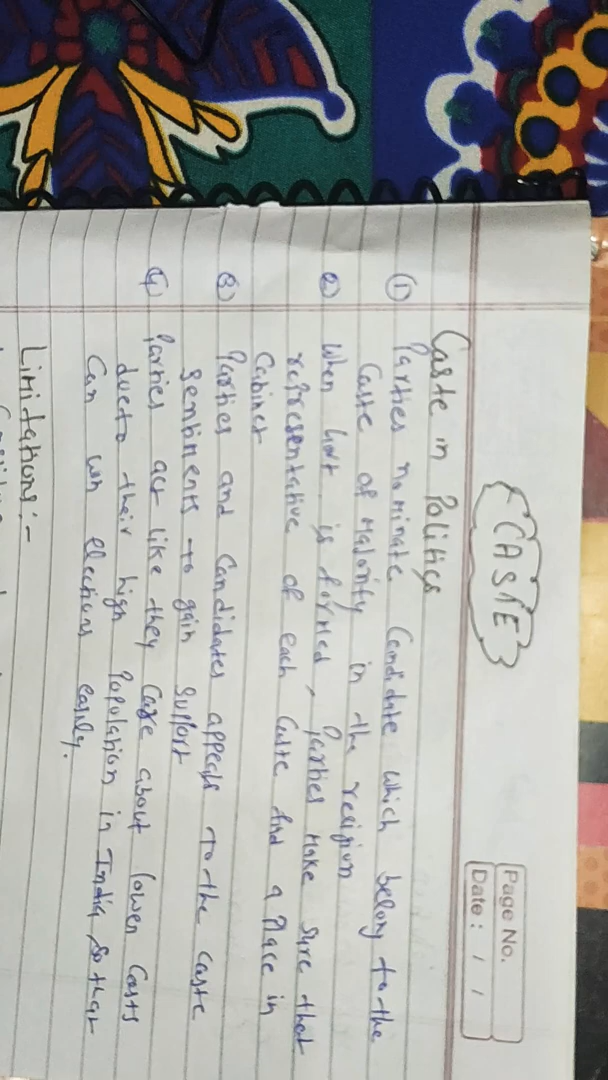 Page No.
Date : / /
CASTE
Caste in Politics
① Parties nominate Candidate which belong to the
Caste of Majority in the religion
② When Govt. is formed, Parties Make sure that
representative of each Caste find a Place in
Cabinet
③ Parties and Candidates appeals to the Caste
Sentiments to gain Support
④ Parties act like they Care about lower Casts
due to their high Population in India So that
Can win elections easily.
Limitations :-